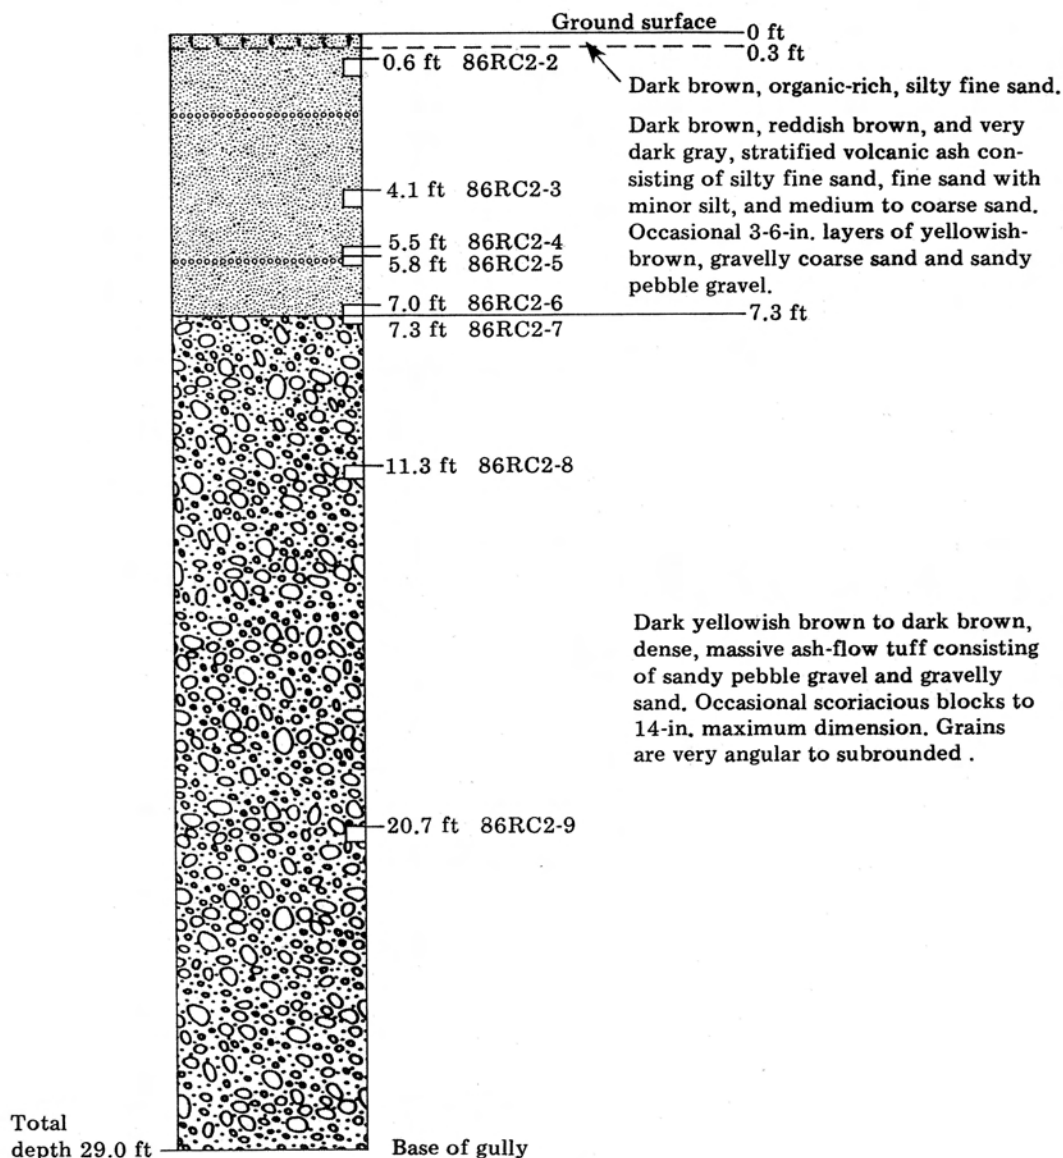 Ground surface
0 ft
0.3 ft
0.6 ft 86RC2-2
Dark brown, organic-rich, silty fine sand.
Dark brown, reddish brown, and very
dark gray, stratified volcanic ash con-
sisting of silty fine sand, fine sand with
minor silt, and medium to coarse sand.
Occasional 3-6-in. layers of yellowish-
brown, gravelly coarse sand and sandy
pebble gravel.
4.1 ft 86RC2-3
5.5 ft 86RC2-4
5.8 ft 86RC2-5
7.0 ft 86RC2-6
7.3 ft
7.3 ft 86RC2-7
11.3 ft 86RC2-8
Dark yellowish brown to dark brown,
dense, massive ash-flow tuff consisting
of sandy pebble gravel and gravelly
sand. Occasional scoriacious blocks to
14-in. maximum dimension. Grains
are very angular to subrounded .
20.7 ft 86RC2-9
Total
depth 29.0 ft
Base of gully